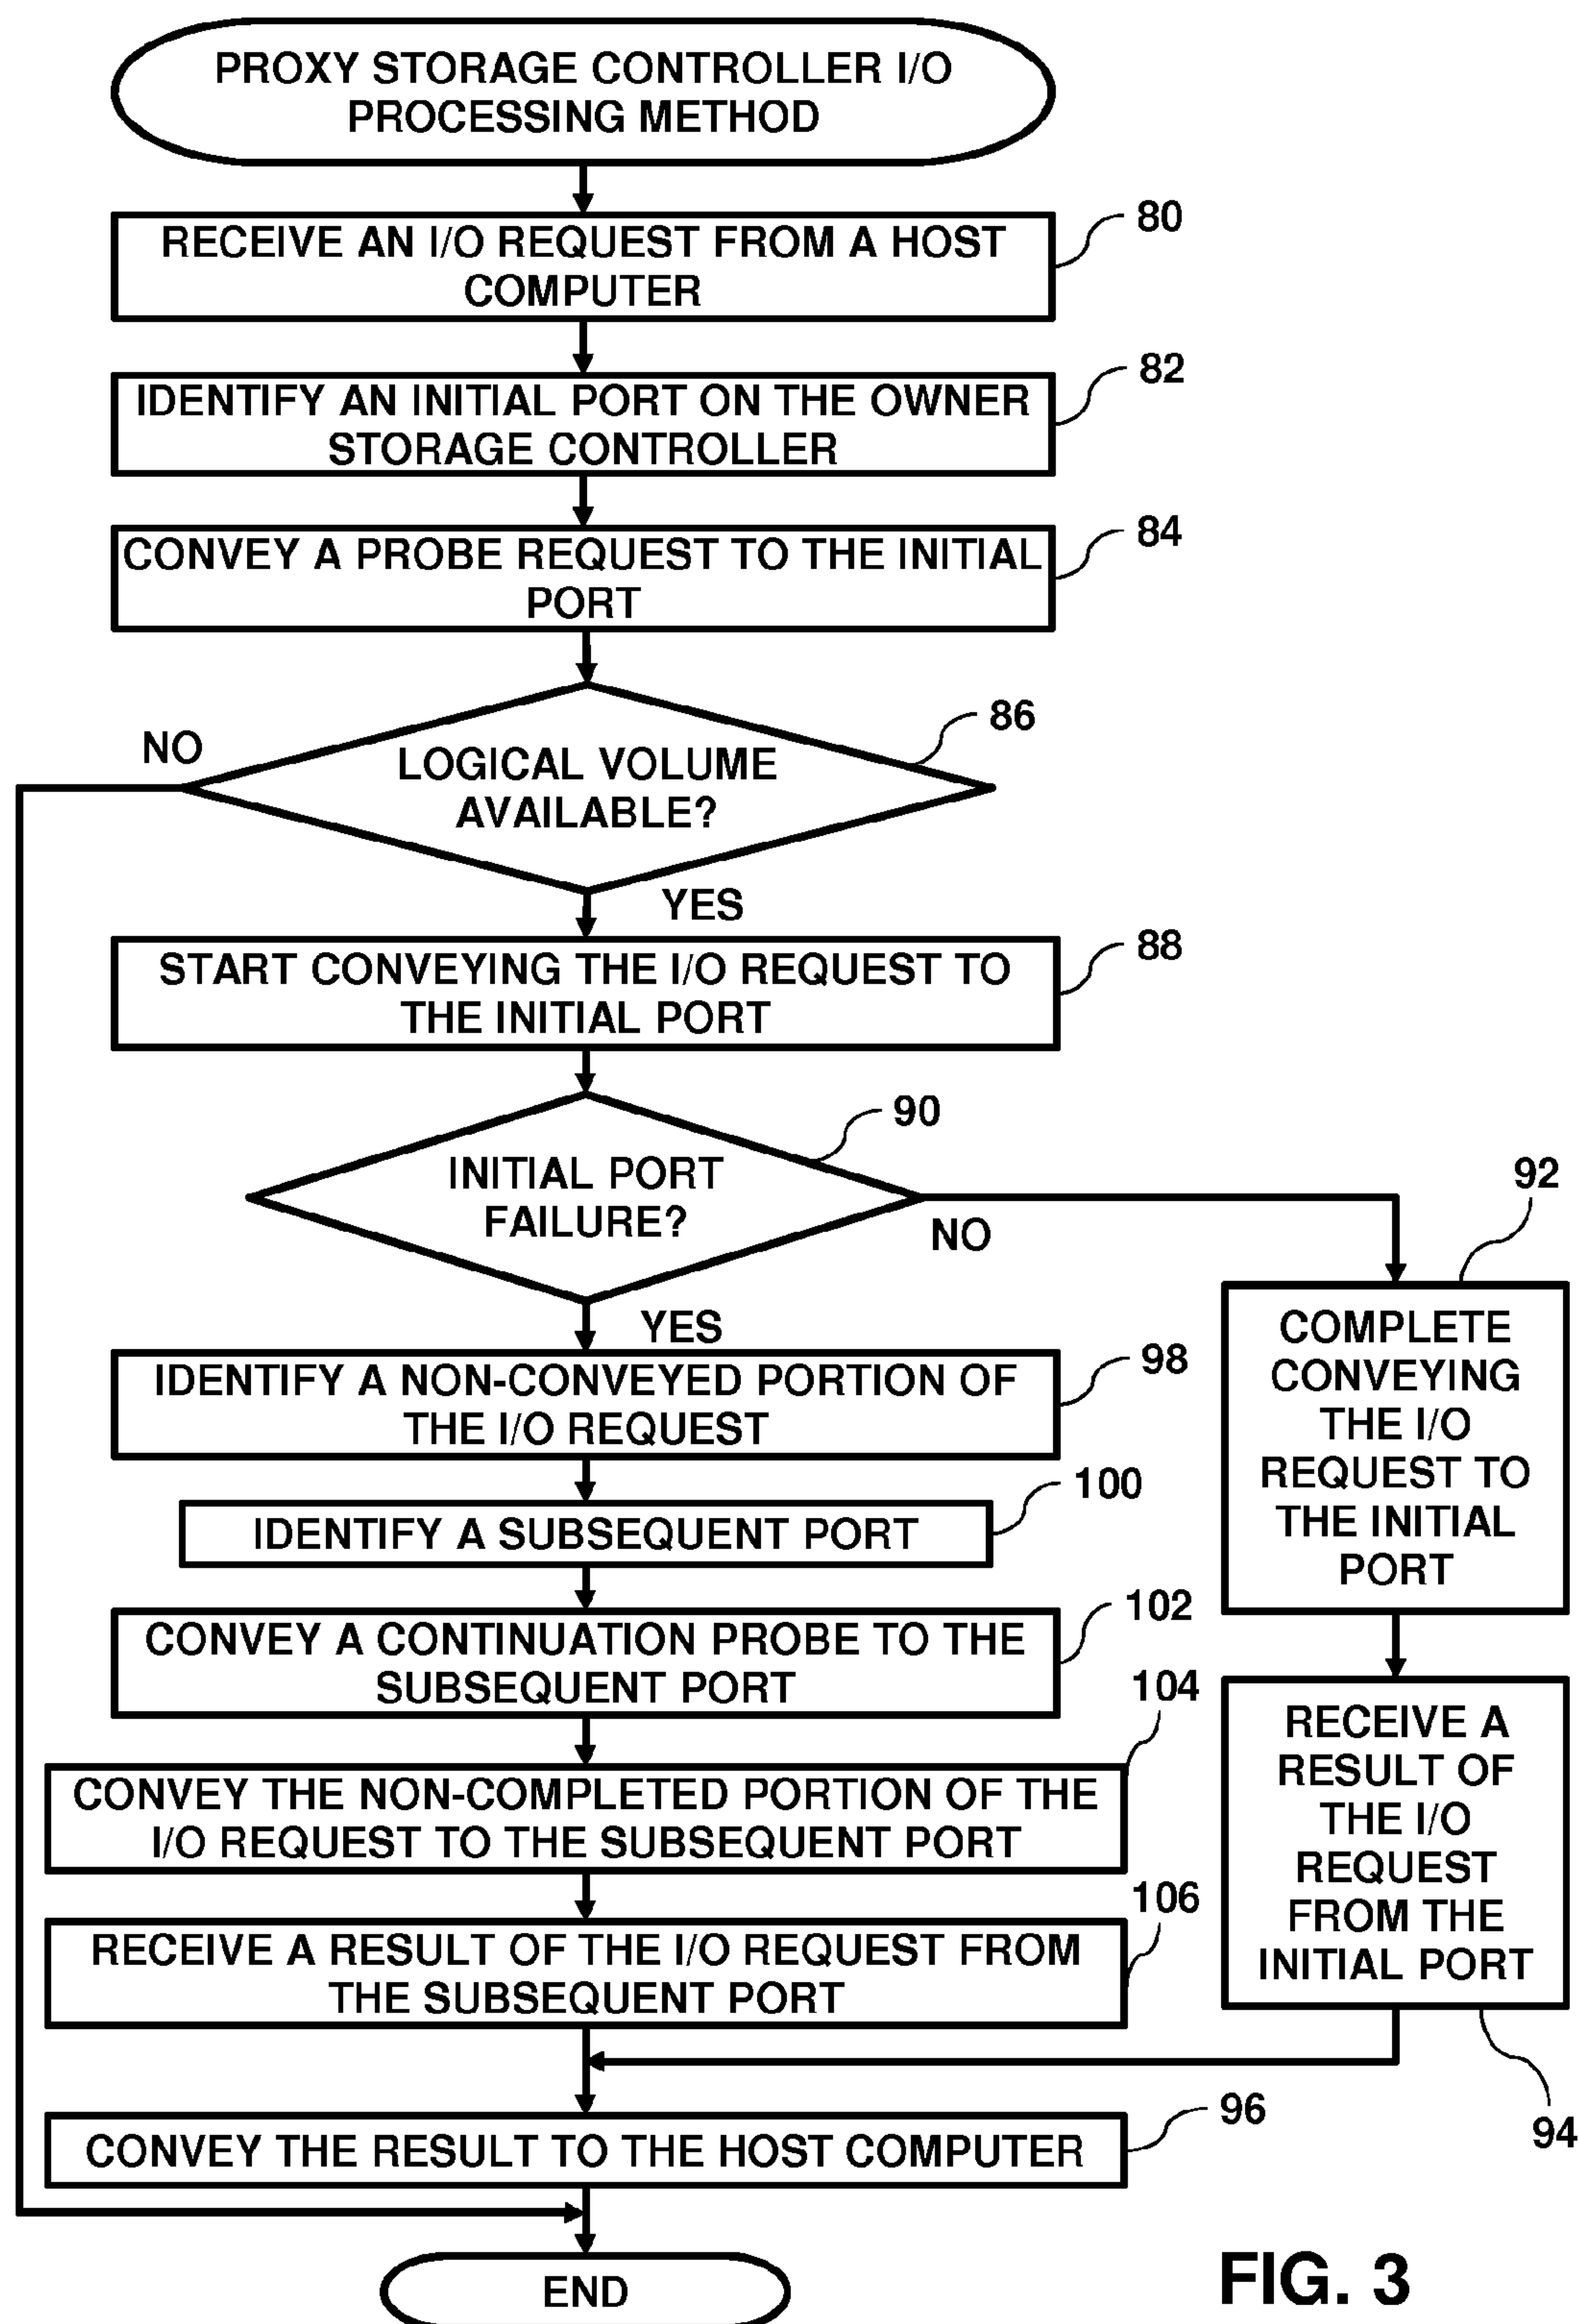 PROXY STORAGE CONTROLLER I/O
PROCESSING METHOD
80
RECEIVE AN I/O REQUEST FROM A HOST
COMPUTER
82
IDENTIFY AN INITIAL PORT ON THE OWNER
STORAGE CONTROLLER
84
CONVEY A PROBE REQUEST TO THE INITIAL
PORT
86
NO
LOGICAL VOLUME
AVAILABLE?
YES
88
START CONVEYING THE I/O REQUEST TO
THE INITIAL PORT
90
INITIAL PORT
FAILURE?
NO
YES
92
COMPLETE
CONVEYING
THE I/O
REQUEST TO
THE INITIAL
PORT
98
IDENTIFY A NON-CONVEYED PORTION OF
THE I/O REQUEST
100
IDENTIFY A SUBSEQUENT PORT
102
CONVEY A CONTINUATION PROBE TO THE
SUBSEQUENT PORT
104
CONVEY THE NON-COMPLETED PORTION OF THE
I/O REQUEST TO THE SUBSEQUENT PORT
106
RECEIVE A RESULT OF THE I/O REQUEST FROM
THE SUBSEQUENT PORT
RECEIVE A
RESULT OF
THE I/O
REQUEST
FROM THE
INITIAL PORT
94
96
CONVEY THE RESULT TO THE HOST COMPUTER
END
FIG. 3